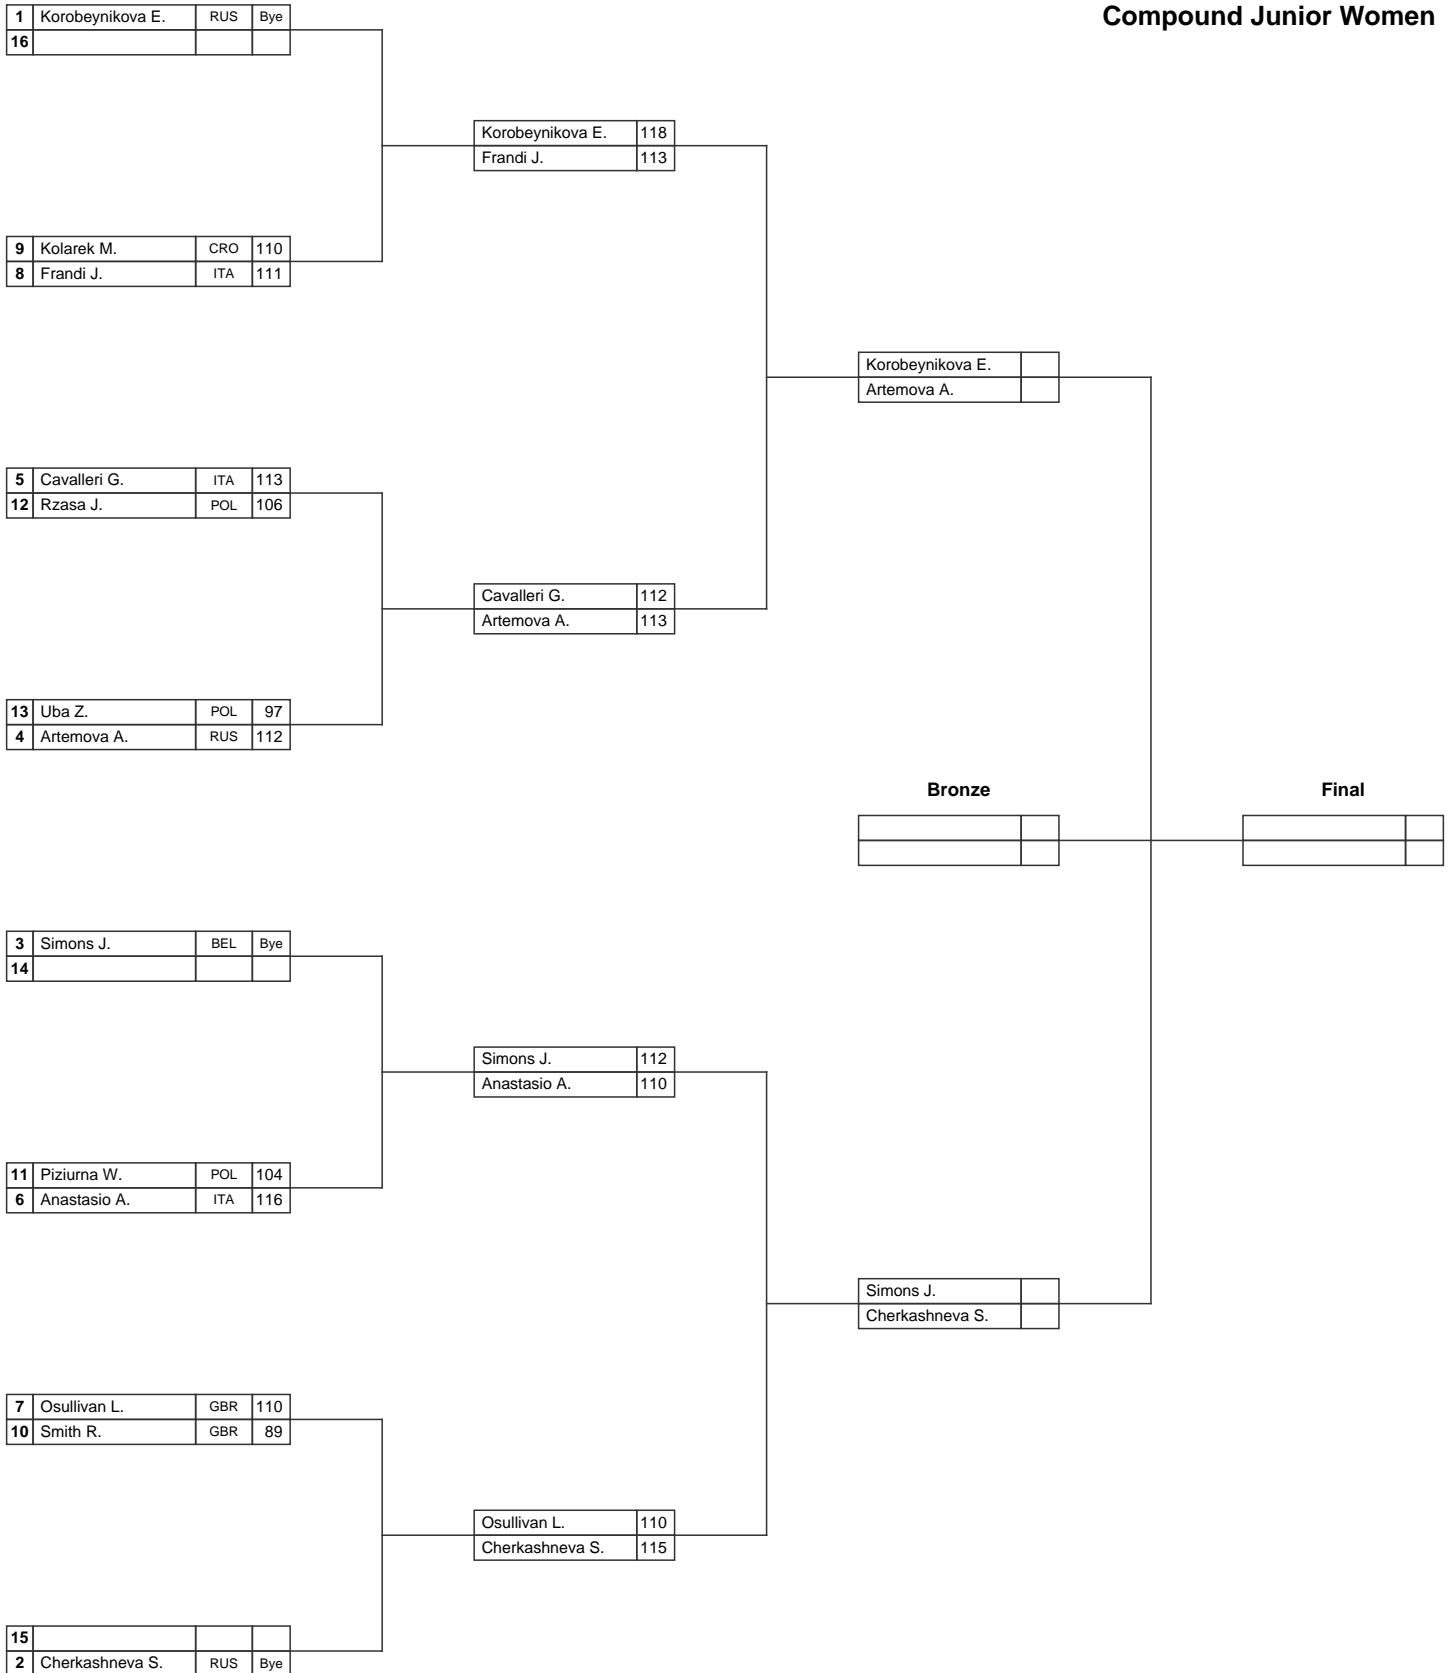 Compound Junior Women
1 Korobeynikova E. RUS Bye
16
Korobeynikova E. 118
Frandi J. 113
9 Kolarek M. CRO 110
8 Frandi J. ITA 111
Korobeynikova E.
Artemova A.
5 Cavalleri G. ITA 113
12 Rzasa J. POL 106
Cavalleri G. 112
Artemova A. 113
13 Uba Z. POL 97
4 Artemova A. RUS 112
Bronze Final
3 Simons J. BEL Bye
14
Simons J. 112
Anastasio A. 110
11 Piziurna W. POL 104
6 Anastasio A. ITA 116
Simons J.
Cherkashneva S.
7 Osullivan L. GBR 110
10 Smith R. GBR 89
Osullivan L. 110
Cherkashneva S. 115
15
2 Cherkashneva S. RUS Bye